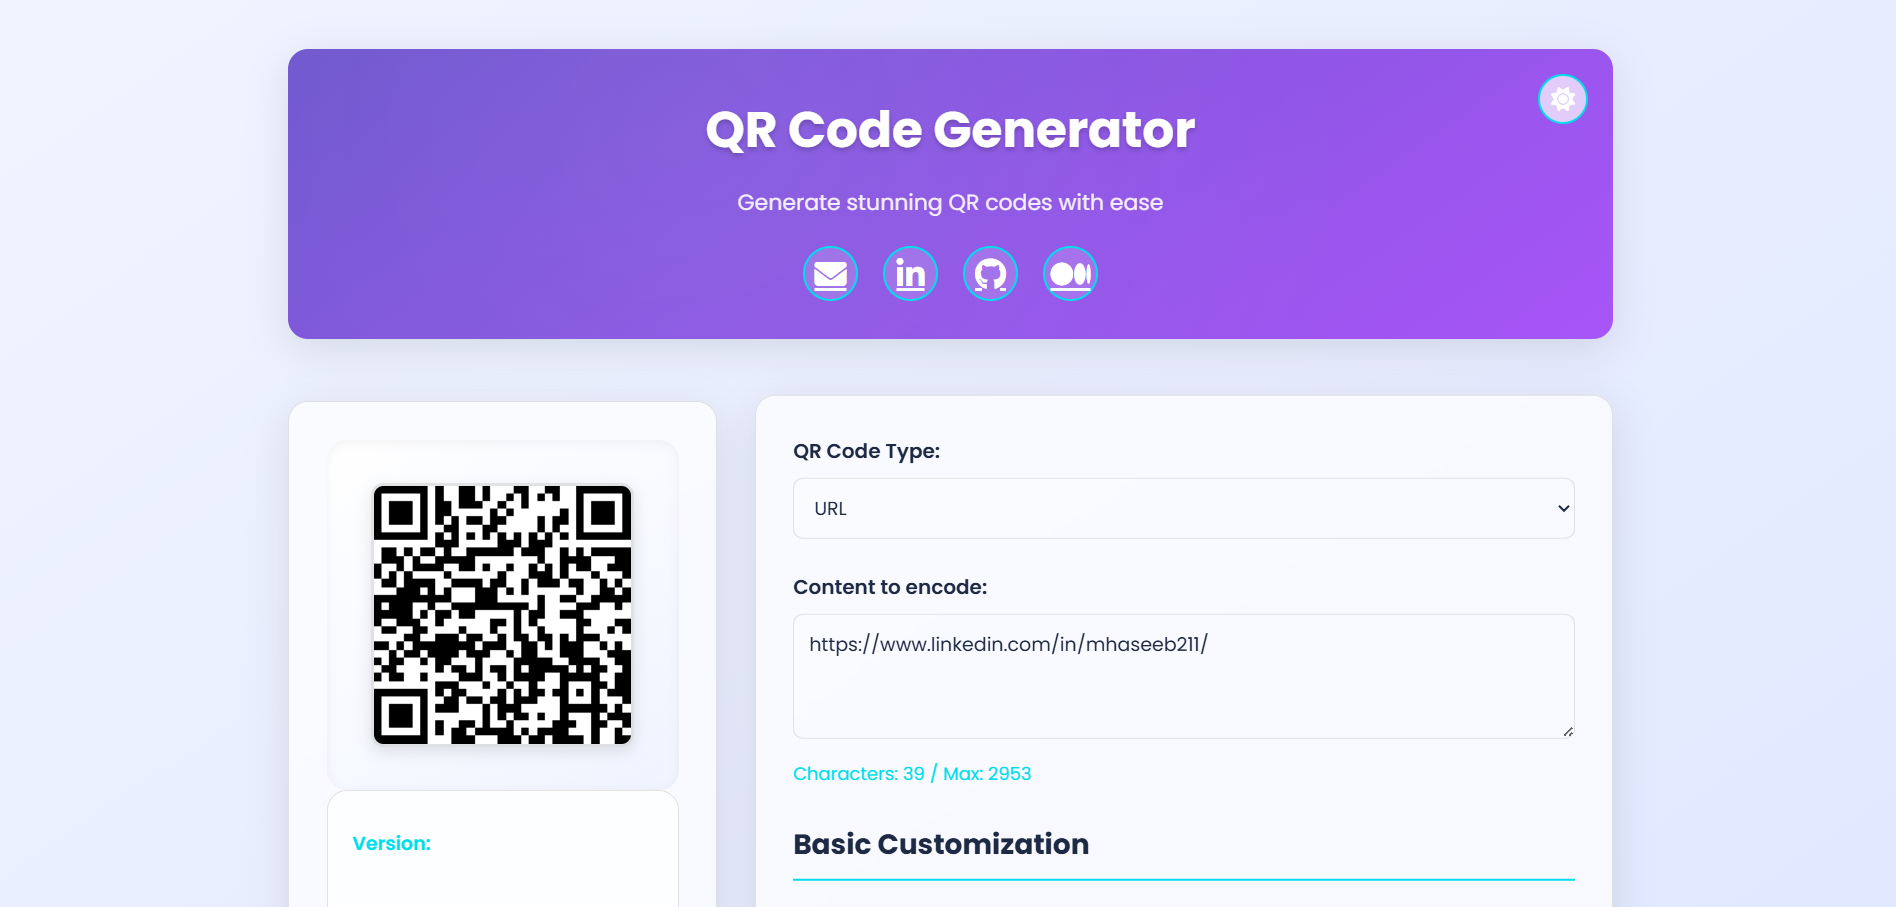 QR Code Generator
Generate stunning QR codes with ease
QR Code Type:
URL
Content to encode:
https://www.linkedin.com/in/mhaseeb211/
Characters: 39 / Max: 2953
Basic Customization
Version: